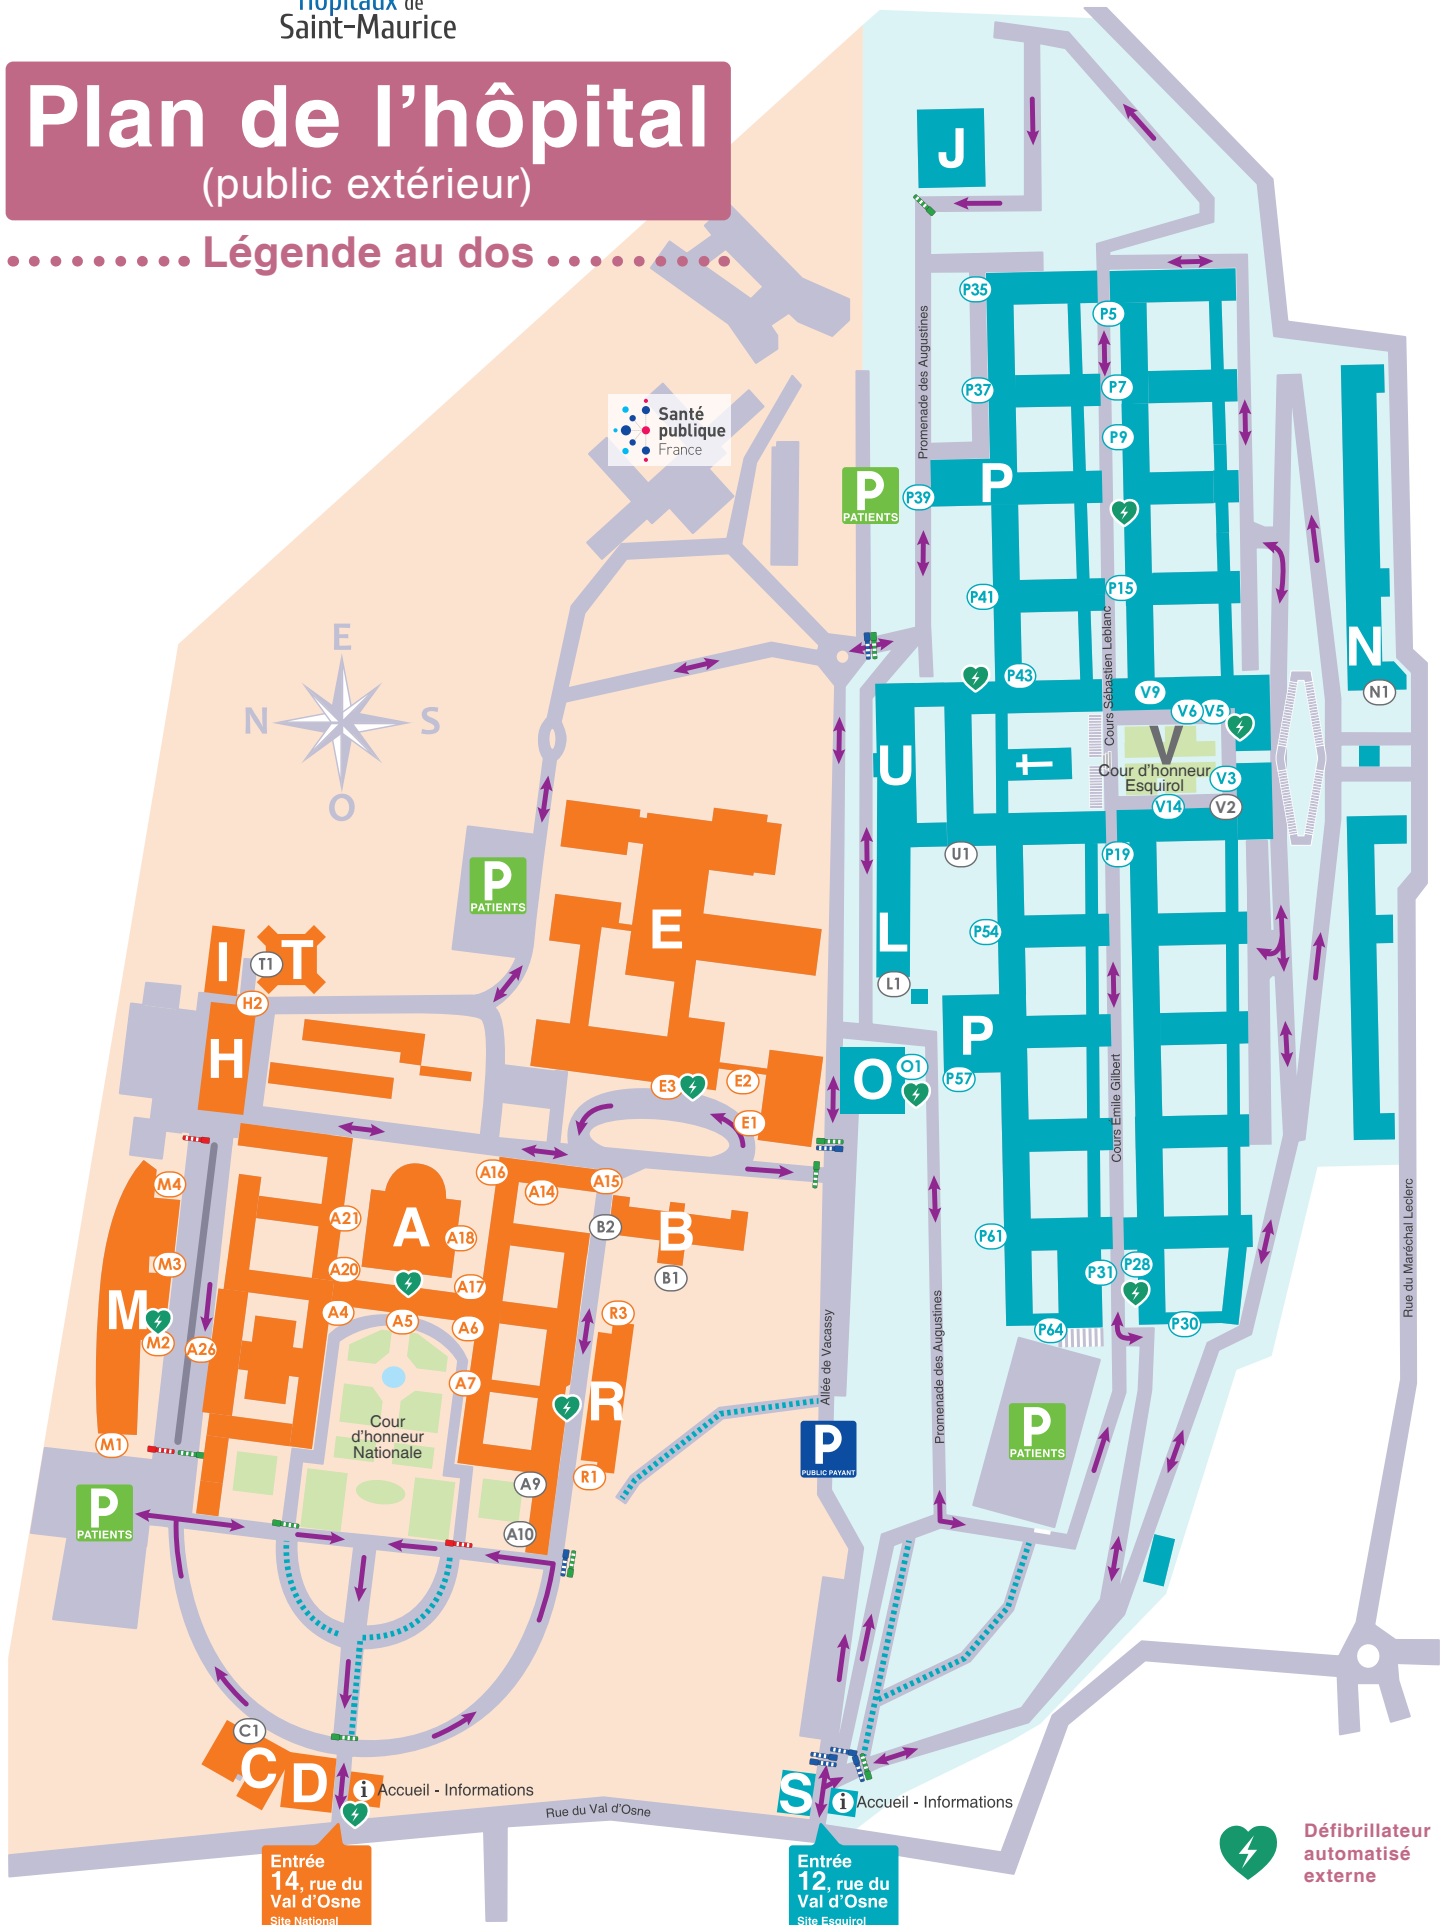 Hôpitaux de
Saint-Maurice
Plan de l'hôpital
(public extérieur)
Légende au dos
J
P35
P5
Promenade des Augustines
P37
P7
Santé
publique
France
P9
P
PATIENTS
P39
P
P41
P15
Cours Sébastien Leblanc
E
N
S
O
N
N1
P43
V9
V6
V5
V
Cour d'honneur
Esquirol
V3
V14
V2
U
U1
P19
P
PATIENTS
E
L
P54
L1
I
T1
T
H2
H
P
O
O1
P57
E3
E2
E1
Cours Emile Gilbert
M4
A21
A16
A14
A15
A
A18
B2
B
B1
M3
A20
A17
M
M2
A26
A4
A5
A6
R3
A7
R
Cour
d'honneur
Nationale
M1
A9
R1
A10
P
PATIENTS
P61
P31
P28
P64
P30
Rue du Maréchal Leclerc
Allée de Vacassy
Promenade des Augustines
P
PUBLIC PAYANT
P
PATIENTS
C1
C
D
i Accueil - Informations
S
i Accueil - Informations
Rue du Val d'Osne
Entrée
14, rue du
Val d'Osne
Site National
Entrée
12, rue du
Val d'Osne
Site Esquirol
Défibrillateur
automatisé
externe